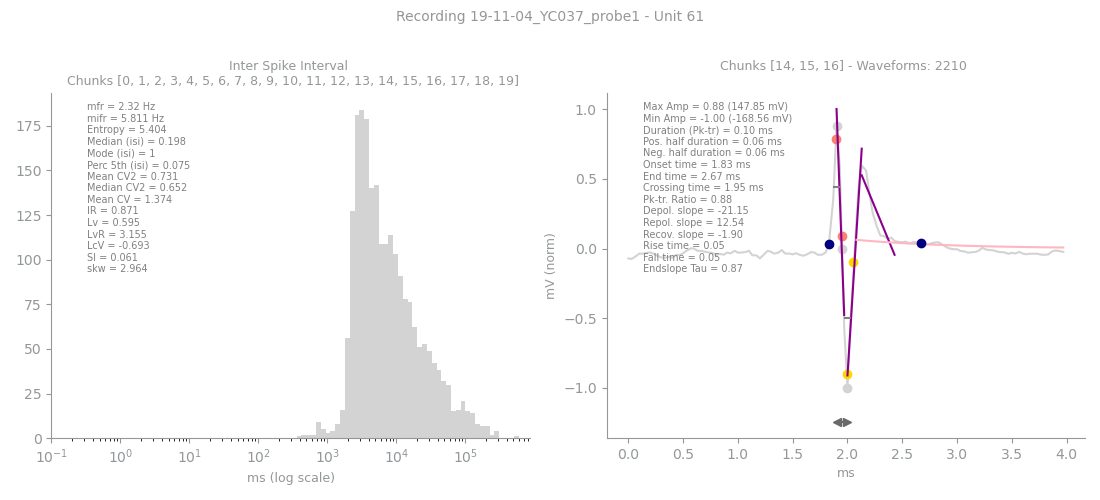 Recording 19-11-04_YC037_probe1 - Unit 61
Inter Spike Interval
Chunks [0, 1, 2, 3, 4, 5, 6, 7, 8, 9, 10, 11, 12, 13, 14, 15, 16, 17, 18, 19]
mfr = 2.32 Hz
mifr = 5.811 Hz
Entropy = 5.404
Median (isi) = 0.198
Mode (isi) = 1
Perc 5th (isi) = 0.075
Mean CV2 = 0.731
Median CV2 = 0.652
Mean CV = 1.374
IR = 0.871
Lv = 0.595
LvR = 3.155
LcV = -0.693
SI = 0.061
skw = 2.964
175
150
125
100
75
50
25
0
10⁻¹ 10⁰ 10¹ 10² 10³ 10⁴ 10⁵
ms (log scale)
Chunks [14, 15, 16] - Waveforms: 2210
Max Amp = 0.88 (147.85 mV)
Min Amp = -1.00 (-168.56 mV)
Duration (Pk-tr) = 0.10 ms
Pos. half duration = 0.06 ms
Neg. half duration = 0.06 ms
Onset time = 1.83 ms
End time = 2.67 ms
Crossing time = 1.95 ms
Pk-tr. Ratio = 0.88
Depol. slope = -21.15
Repol. slope = 12.54
Recov. slope = -1.90
Rise time = 0.05
Fall time = 0.05
Endslope Tau = 0.87
mV (norm)
1.0
0.5
0.0
−0.5
−1.0
0.0 0.5 1.0 1.5 2.0 2.5 3.0 3.5 4.0
ms